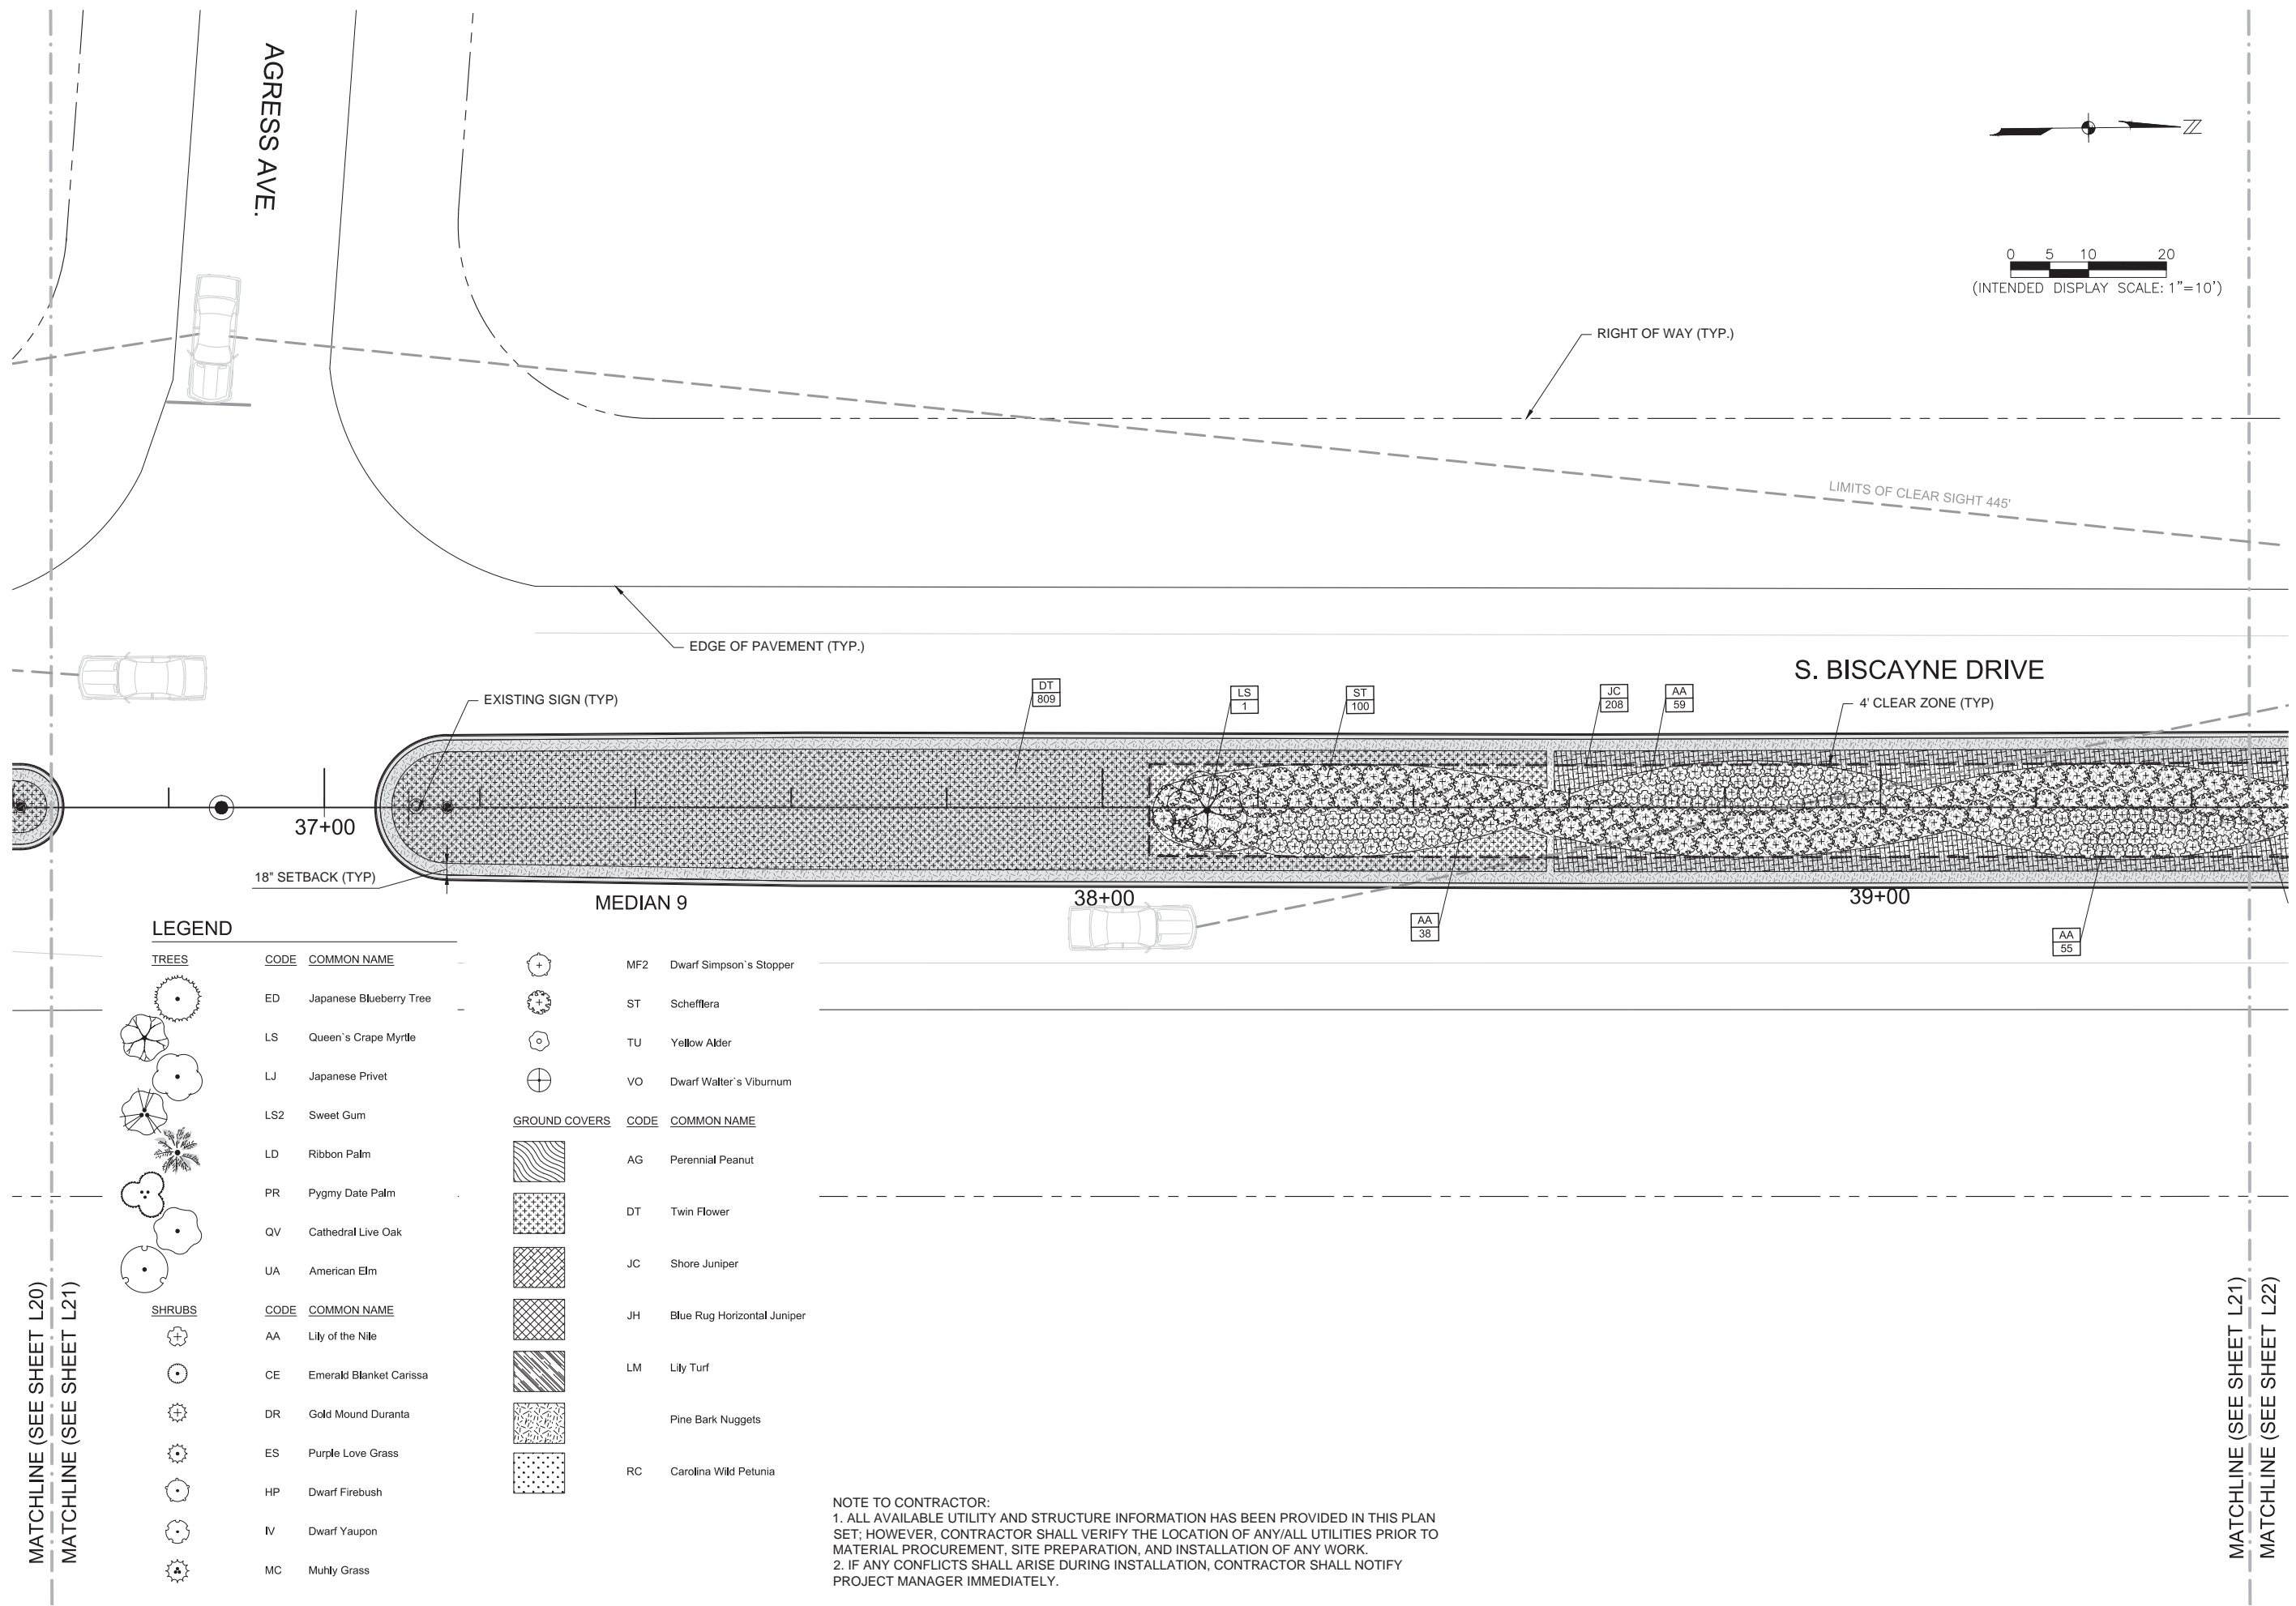 AGRESS AVE.
N
0 5 10 20
(INTENDED DISPLAY SCALE: 1"=10')
RIGHT OF WAY (TYP.)
LIMITS OF CLEAR SIGHT 445'
EDGE OF PAVEMENT (TYP.)
S. BISCAYNE DRIVE
EXISTING SIGN (TYP)
DT
809
LS
1
ST
100
JC
208
AA
59
4' CLEAR ZONE (TYP)
37+00
18" SETBACK (TYP)
MEDIAN 9
38+00
39+00
AA
38
AA
55
LEGEND
TREES CODE COMMON NAME
ED Japanese Blueberry Tree
LS Queen`s Crape Myrtle
LJ Japanese Privet
LS2 Sweet Gum
LD Ribbon Palm
PR Pygmy Date Palm
QV Cathedral Live Oak
UA American Elm
SHRUBS CODE COMMON NAME
AA Lily of the Nile
CE Emerald Blanket Carissa
DR Gold Mound Duranta
ES Purple Love Grass
HP Dwarf Firebush
IV Dwarf Yaupon
MC Muhly Grass
MF2 Dwarf Simpson`s Stopper
ST Schefflera
TU Yellow Alder
VO Dwarf Walter`s Viburnum
GROUND COVERS CODE COMMON NAME
AG Perennial Peanut
DT Twin Flower
JC Shore Juniper
JH Blue Rug Horizontal Juniper
LM Lily Turf
Pine Bark Nuggets
RC Carolina Wild Petunia
NOTE TO CONTRACTOR:
1. ALL AVAILABLE UTILITY AND STRUCTURE INFORMATION HAS BEEN PROVIDED IN THIS PLAN
SET; HOWEVER, CONTRACTOR SHALL VERIFY THE LOCATION OF ANY/ALL UTILITIES PRIOR TO
MATERIAL PROCUREMENT, SITE PREPARATION, AND INSTALLATION OF ANY WORK.
2. IF ANY CONFLICTS SHALL ARISE DURING INSTALLATION, CONTRACTOR SHALL NOTIFY
PROJECT MANAGER IMMEDIATELY.
MATCHLINE (SEE SHEET L20)
MATCHLINE (SEE SHEET L21)
MATCHLINE (SEE SHEET L21)
MATCHLINE (SEE SHEET L22)